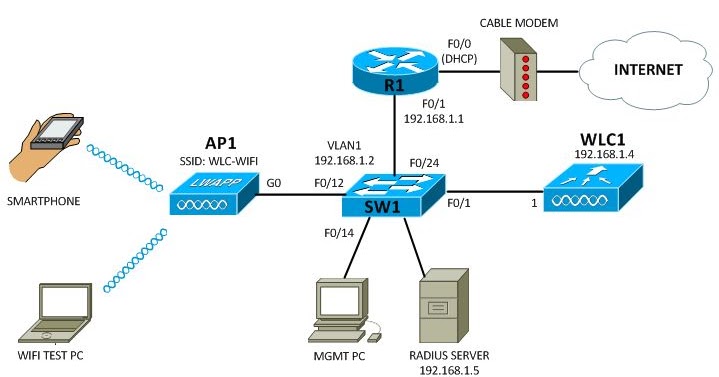 CABLE MODEM
F0/0
(DHCP)
INTERNET
R1
F0/1
192.168.1.1
AP1
SSID: WLC-WIFI
VLAN1
192.168.1.2
WLC1
192.168.1.4
F0/24
LWAPP
G0
F0/12
SW1
F0/1
1
SMARTPHONE
F0/14
WIFI TEST PC
MGMT PC
RADIUS SERVER
192.168.1.5